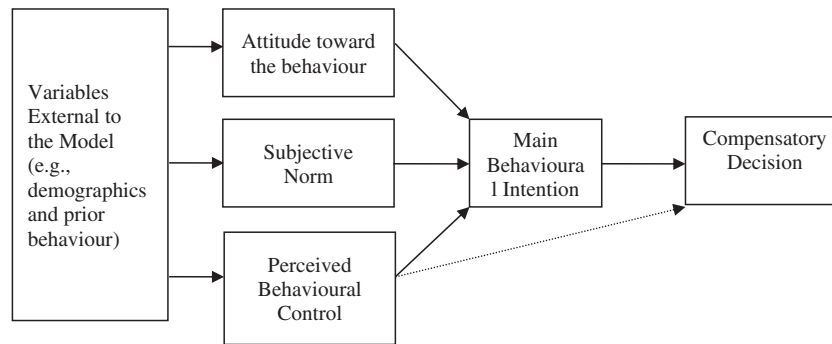 Variables
External to
the Model
(e.g.,
demographics
and prior
behaviour)
Attitude toward
the behaviour
Subjective
Norm
Perceived
Behavioural
Control
Main
Behavioura
l Intention
Compensatory
Decision